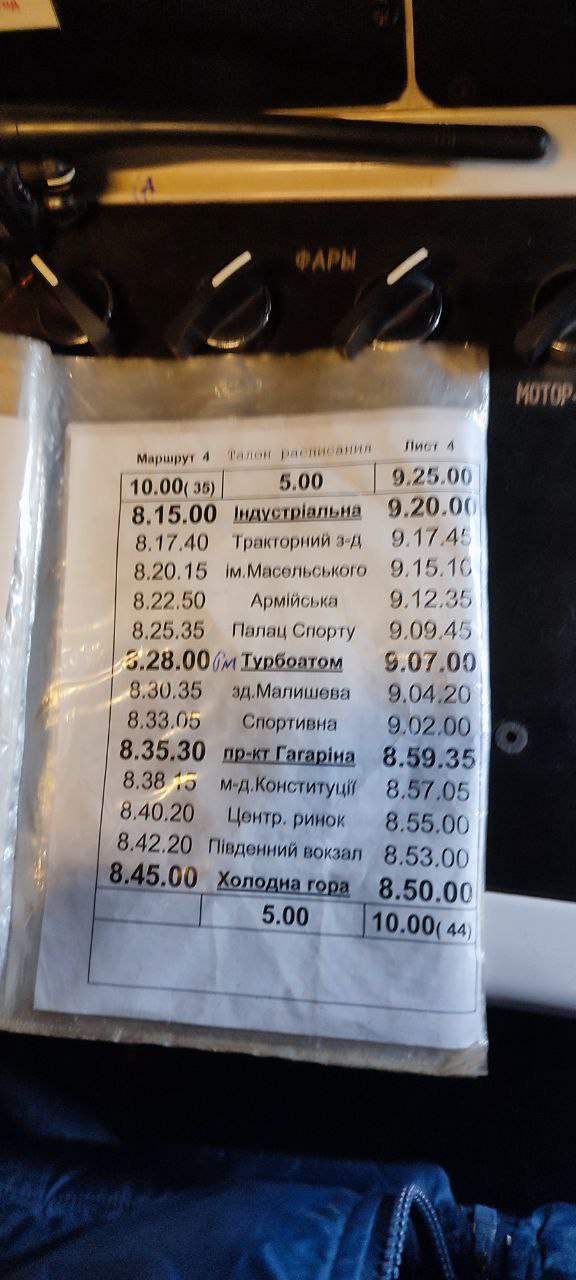 ФАРЫ
МОТОР-
Маршрут 4 Талон расписания Лист 4
10.00( 35) 5.00 9.25.00
8.15.00 Індустріальна 9.20.00
8.17.40 Тракторний з-д 9.17.45
8.20.15 ім.Масельського 9.15.10
8.22.50 Армійська 9.12.35
8.25.35 Палац Спорту 9.09.45
8.28.00 Турбоатом 9.07.00
8.30.35 зд.Малишева 9.04.20
8.33.05 Спортивна 9.02.00
8.35.30 пр-кт Гагаріна 8.59.35
8.38.15 м-д.Конституції 8.57.05
8.40.20 Центр. ринок 8.55.00
8.42.20 Південний вокзал 8.53.00
8.45.00 Холодна гора 8.50.00
5.00 10.00( 44)